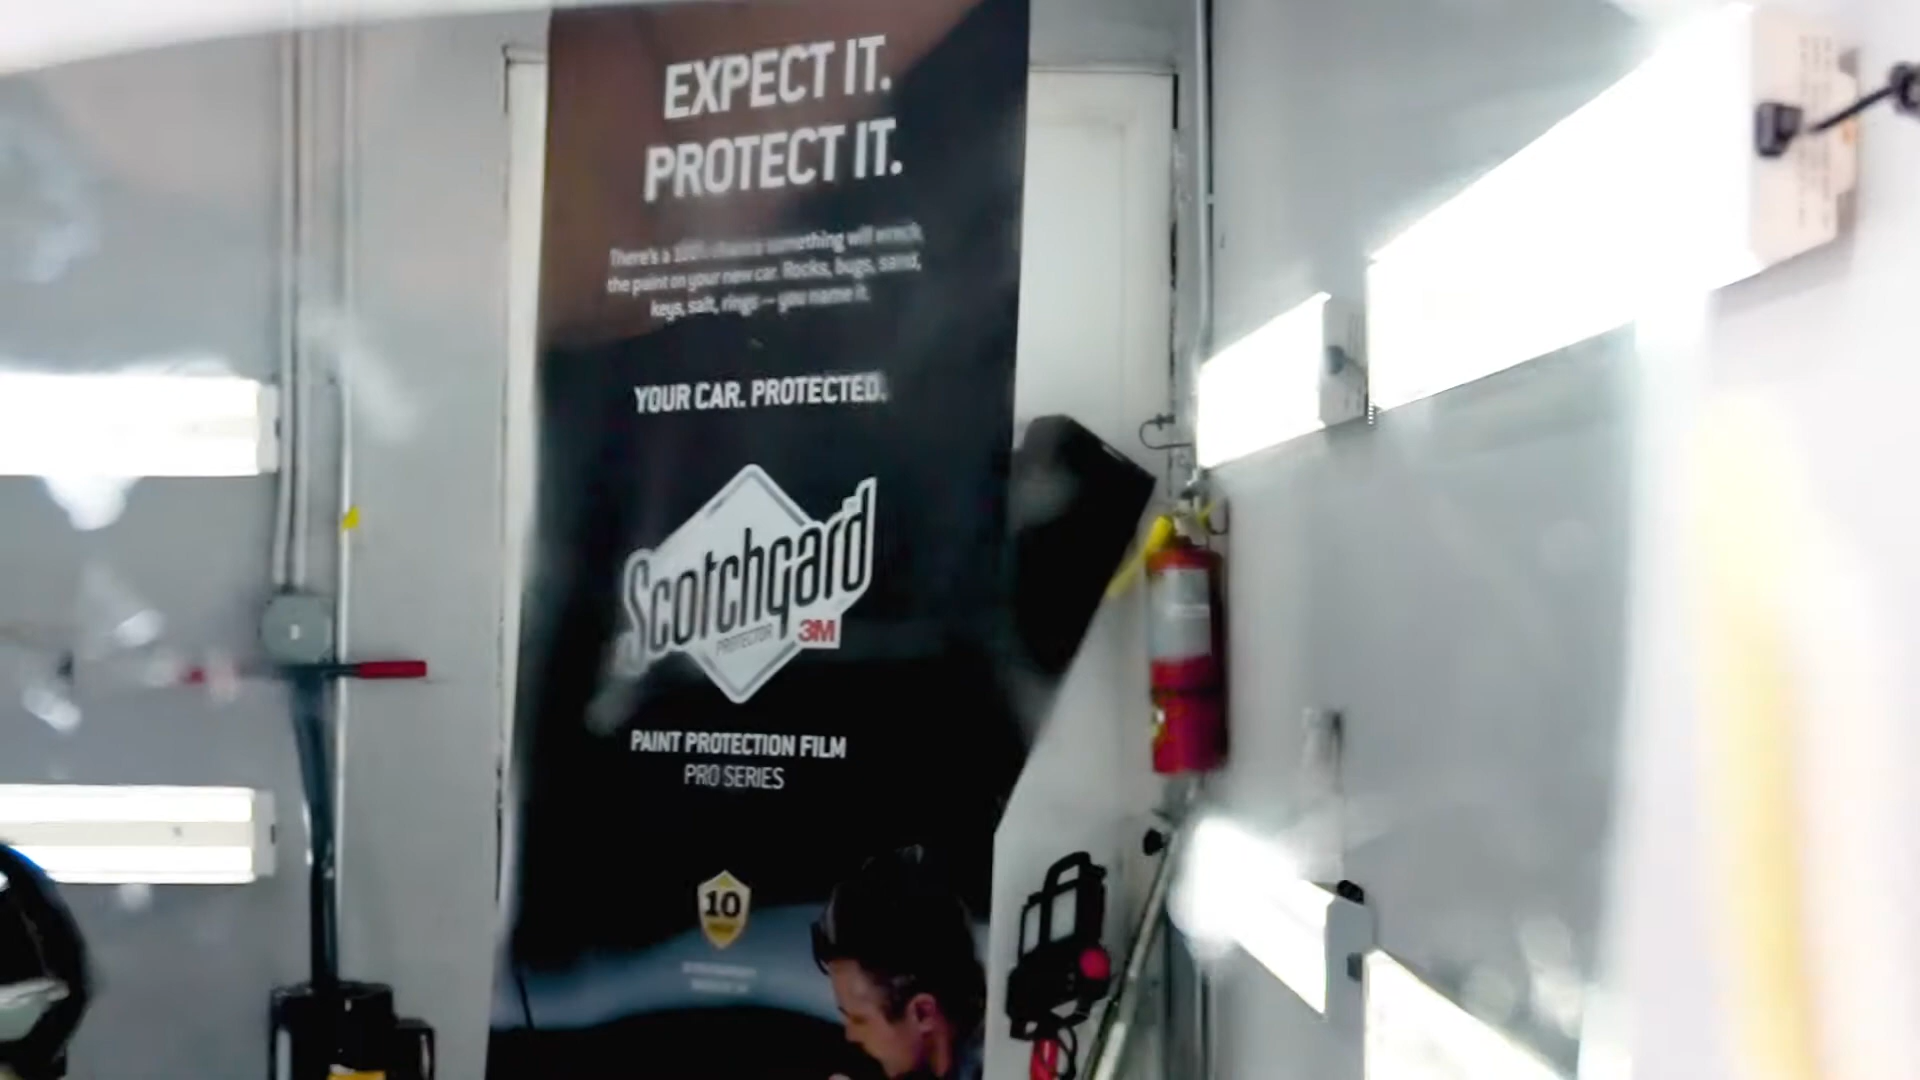 EXPECT IT.
PROTECT IT.
There's a 100% chance something will wreck
the paint on your new car. Rocks, bugs, sand,
keys, salt, rings — you name it.
YOUR CAR. PROTECTED.
Scotchgard
PROTECTOR 3M
PAINT PROTECTION FILM
PRO SERIES
10